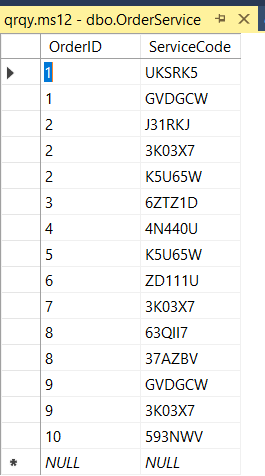 qrqy.ms12 - dbo.OrderService
OrderID ServiceCode
1 UKSRK5
1 GVDGCW
2 J31RKJ
2 3K03X7
2 K5U65W
3 6ZTZ1D
4 4N440U
5 K5U65W
6 ZD111U
7 3K03X7
8 63QII7
8 37AZBV
9 GVDGCW
9 3K03X7
10 593NWV
NULL NULL